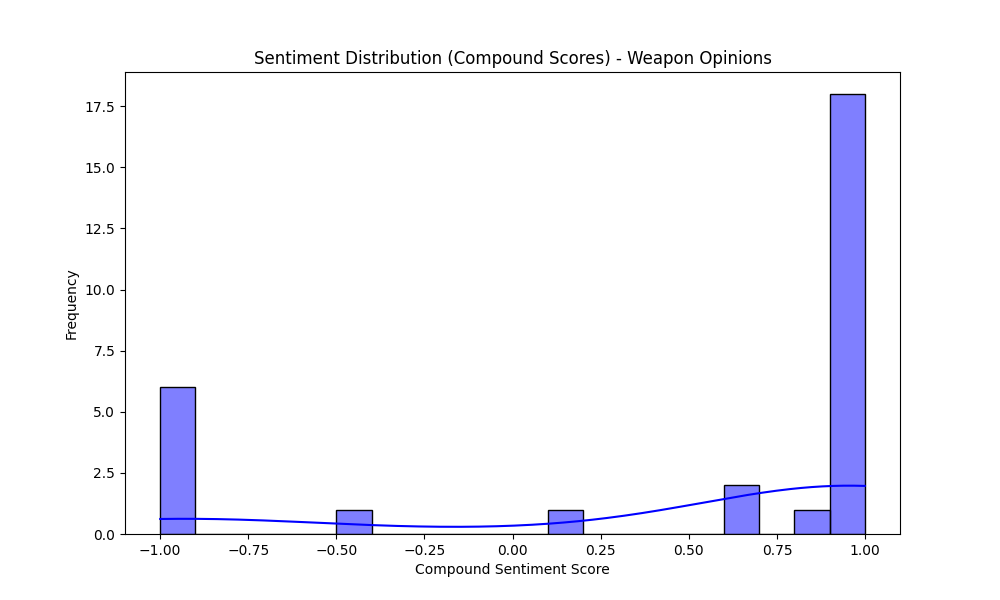 Sentiment Distribution (Compound Scores) - Weapon Opinions
17.5
15.0
12.5
10.0
7.5
5.0
2.5
0.0
Frequency
−1.00 −0.75 −0.50 −0.25 0.00 0.25 0.50 0.75 1.00
Compound Sentiment Score